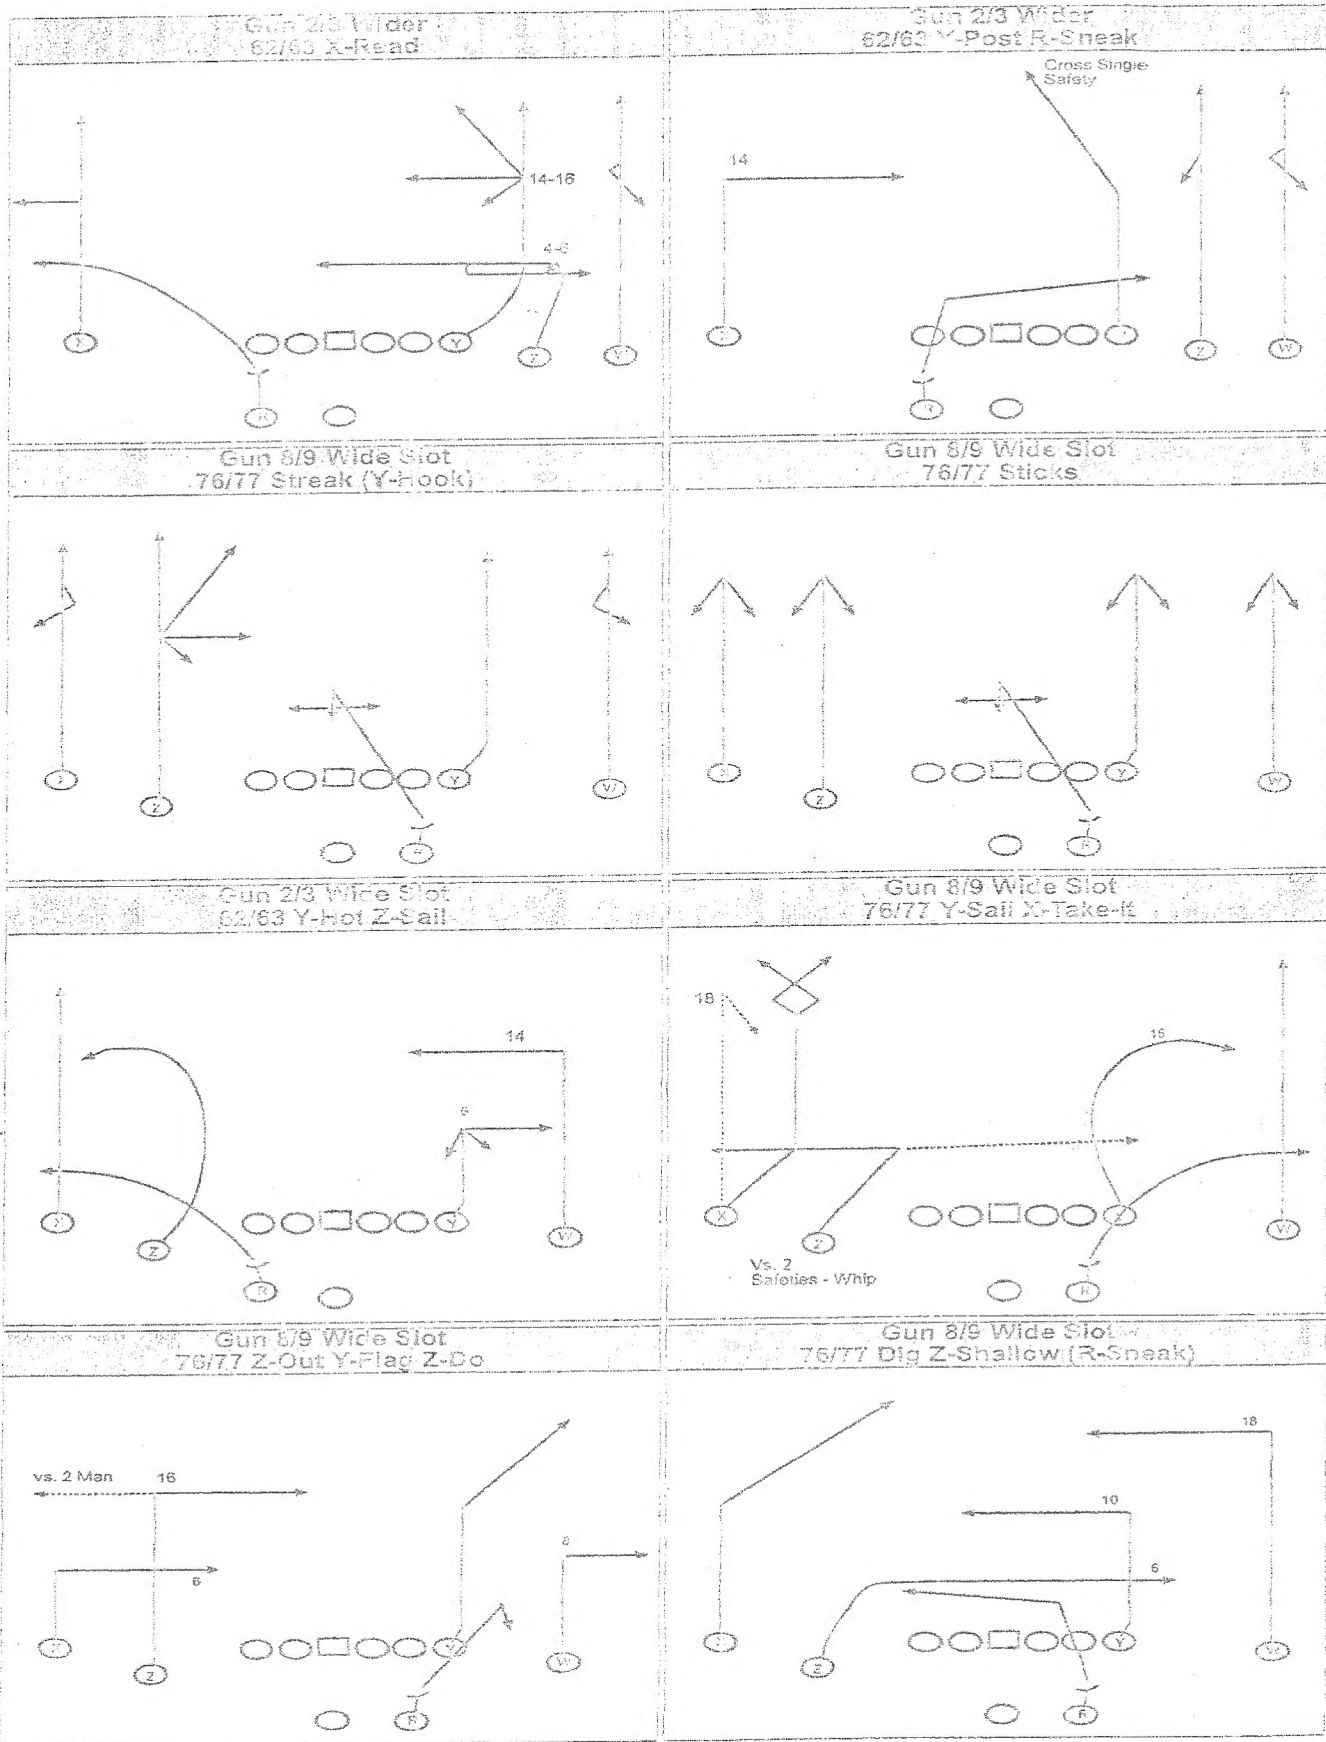 Gun 2/3 Wider
62/63 X-Read
14-16
4-6
X
Y
Z
W
R
Gun 2/3 Wider
62/63 Y-Post R-Sneak
Cross Single
Safety
14
X
Z
W
R
Gun 8/9 Wide Slot
76/77 Streak (Y-Hook)
X
Z
Y
W
R
Gun 8/9 Wide Slot
76/77 Sticks
X
Z
Y
W
R
Gun 2/3 Wide Slot
62/63 Y-Hot Z-Sail
14
6
X
Z
Y
W
R
Gun 8/9 Wide Slot
76/77 Y-Sail X-Take-It
18
15
X
Z
Y
W
Vs. 2
Safeties - Whip
R
Gun 8/9 Wide Slot
76/77 Z-Out Y-Flag Z-Do
vs. 2 Man 16
8
6
X
Z
Y
W
R
Gun 8/9 Wide Slot
76/77 Dig Z-Shallow (R-Sneak)
18
10
6
X
Z
Y
W
R